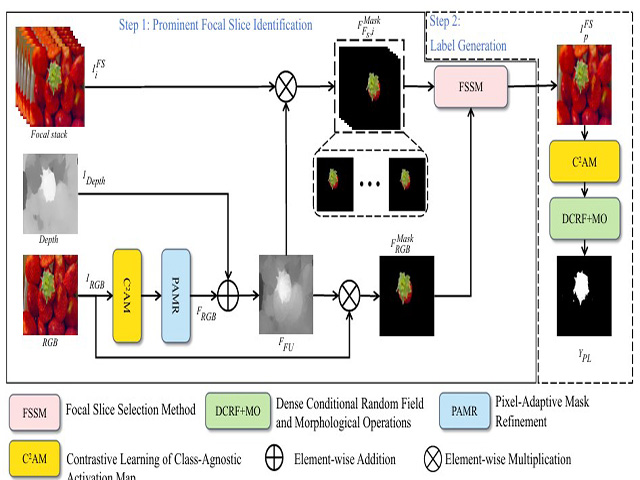 Step 1: Prominent Focal Slice Identification
Step 2:
Label Generation
I_i^{FS}
F_{F_S,i}^{Mask}
I_p^{FS}
FSSM
Focal stack
C²AM
I_{Depth}
DCRF+MO
Depth
I_{RGB}
C²AM
PAMR
F_{RGB}
F_{RGB}^{Mask}
RGB
F_{FU}
Y_{PL}
FSSM
Focal Slice Selection Method
DCRF+MO
Dense Conditional Random Field
and Morphological Operations
PAMR
Pixel-Adaptive Mask
Refinement
C²AM
Contrastive Learning of Class-Agnostic
Activation Map
Element-wise Addition
Element-wise Multiplication